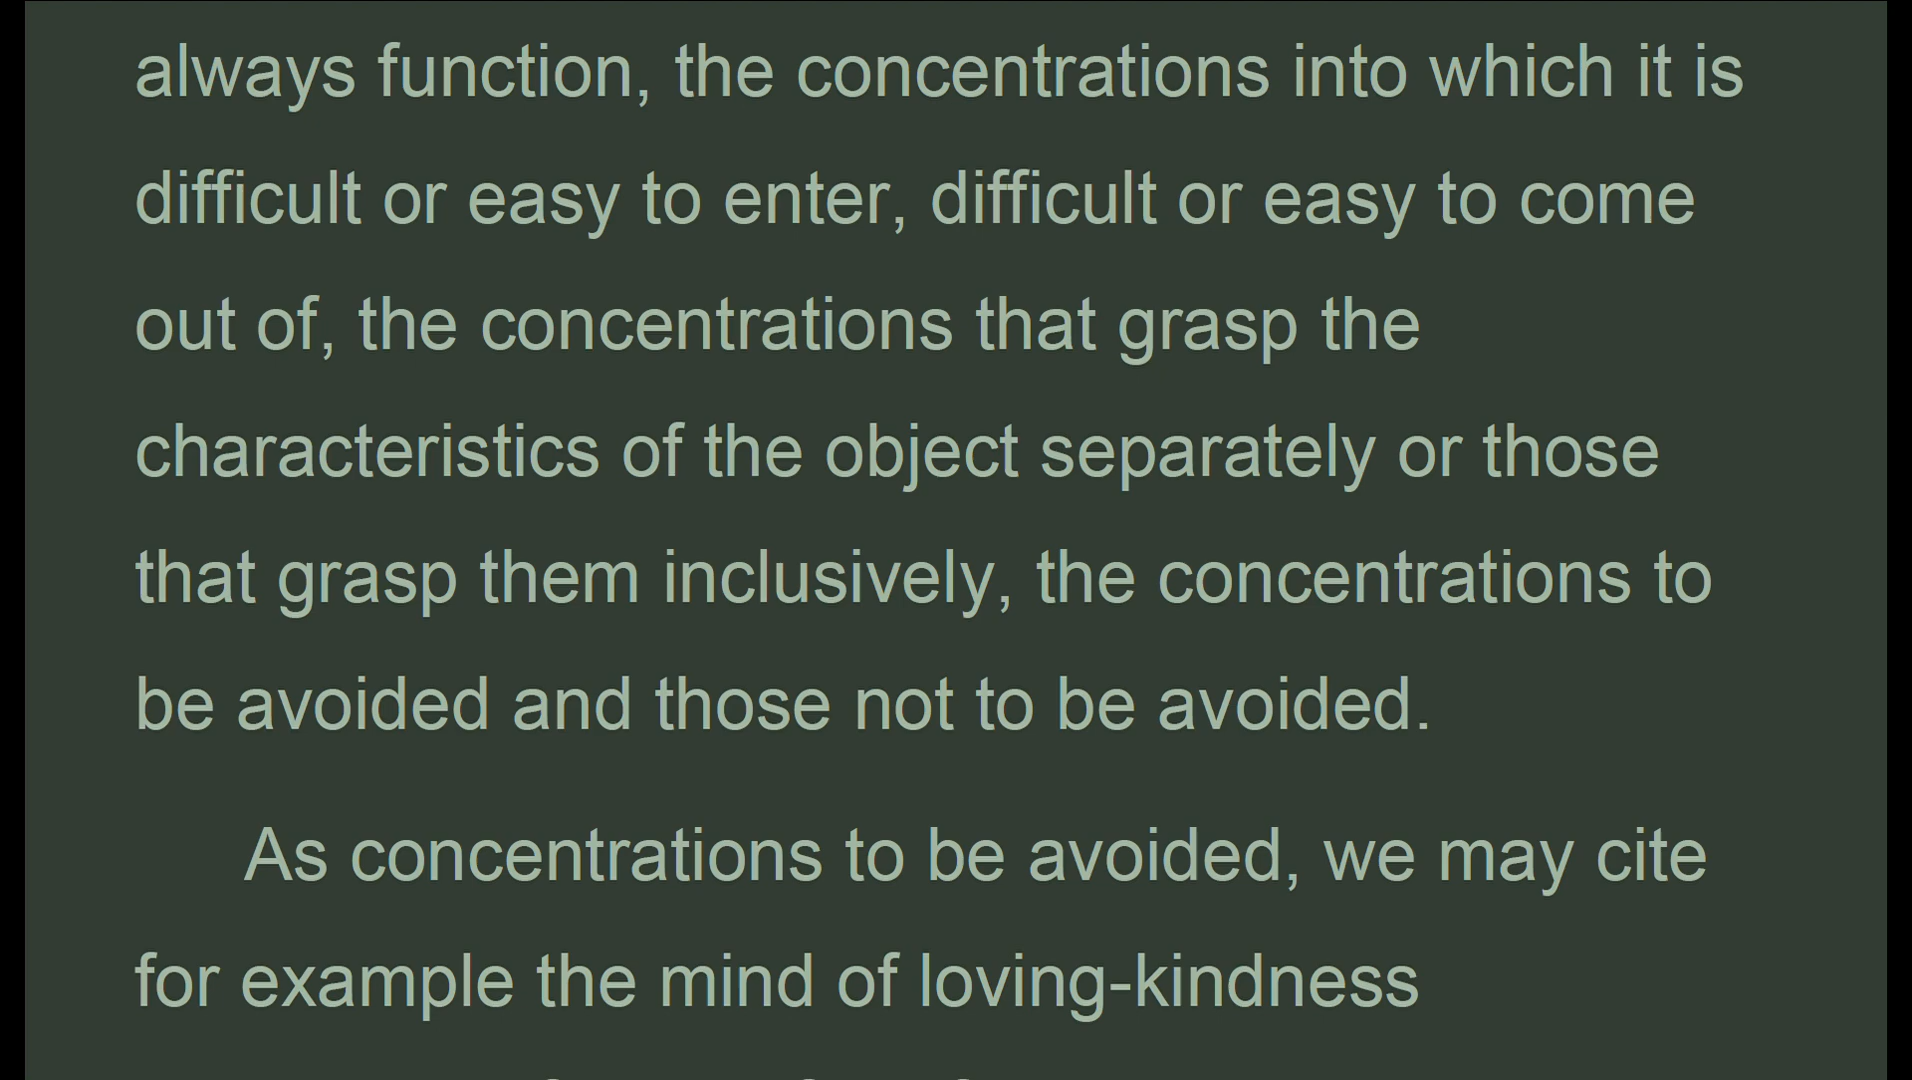 always function, the concentrations into which it is
difficult or easy to enter, difficult or easy to come
out of, the concentrations that grasp the
characteristics of the object separately or those
that grasp them inclusively, the concentrations to
be avoided and those not to be avoided.
As concentrations to be avoided, we may cite
for example the mind of loving-kindness